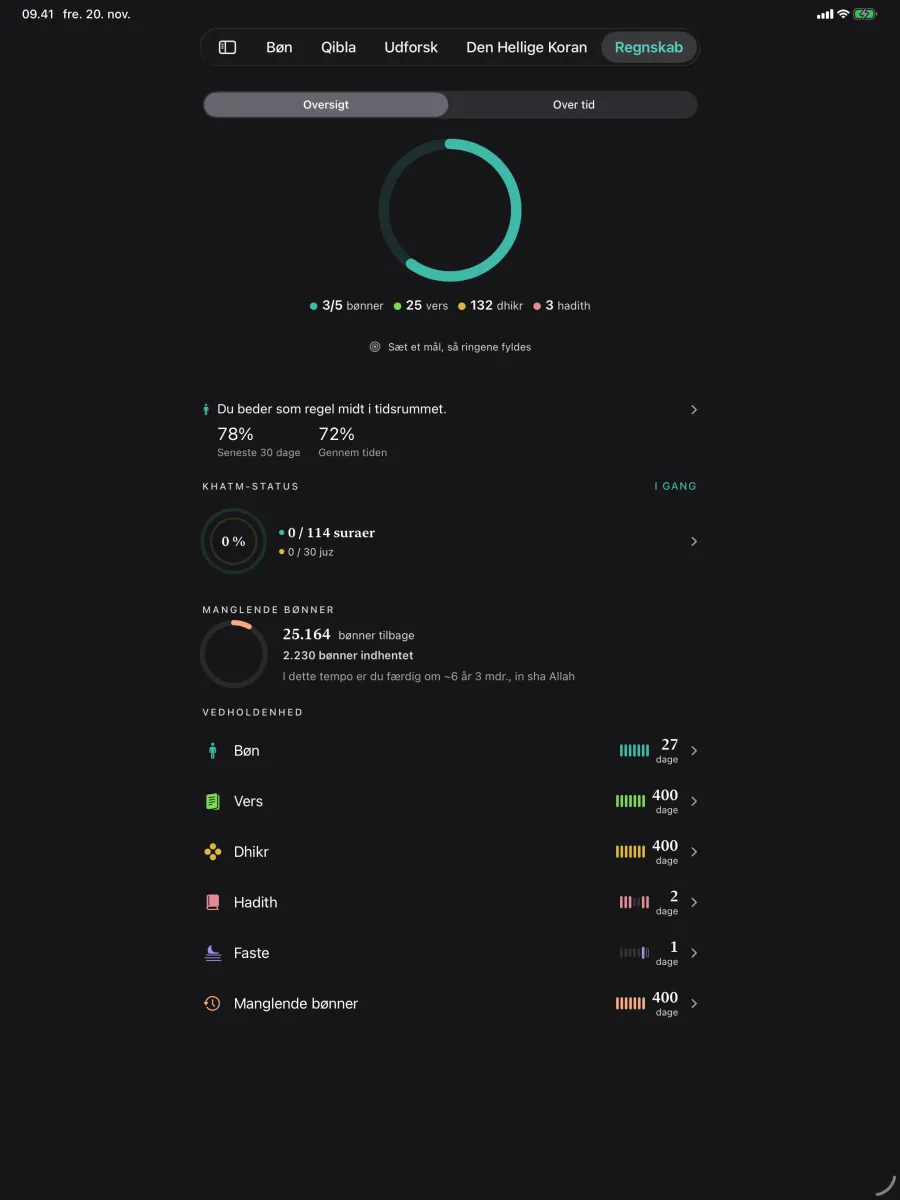 09.41 fre. 20. nov.
Bøn Qibla Udforsk Den Hellige Koran Regnskab
Oversigt Over tid
3/5 bønner 25 vers 132 dhikr 3 hadith
Sæt et mål, så ringene fyldes
Du beder som regel midt i tidsrummet.
78% 72%
Seneste 30 dage Gennem tiden
KHATM-STATUS I GANG
0 % 0 / 114 suraer
0 / 30 juz
MANGLENDE BØNNER
25.164 bønner tilbage
2.230 bønner indhentet
I dette tempo er du færdig om ~6 år 3 mdr., in sha Allah
VEDHOLDENHED
Bøn 27 dage
Vers 400 dage
Dhikr 400 dage
Hadith 2 dage
Faste 1 dage
Manglende bønner 400 dage